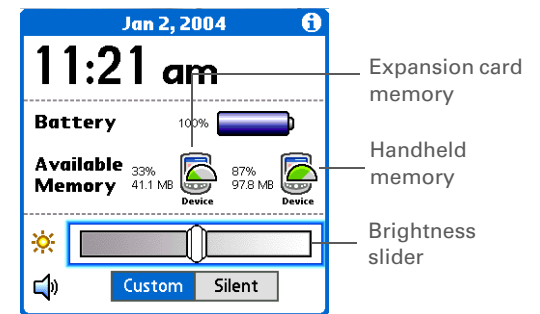 Jan 2, 2004
11:21 am
Expansion card
memory
Battery 100%
Available
Memory
33%
41.1 MB
Device
87%
97.8 MB
Device
Handheld
memory
Brightness
slider
Custom Silent